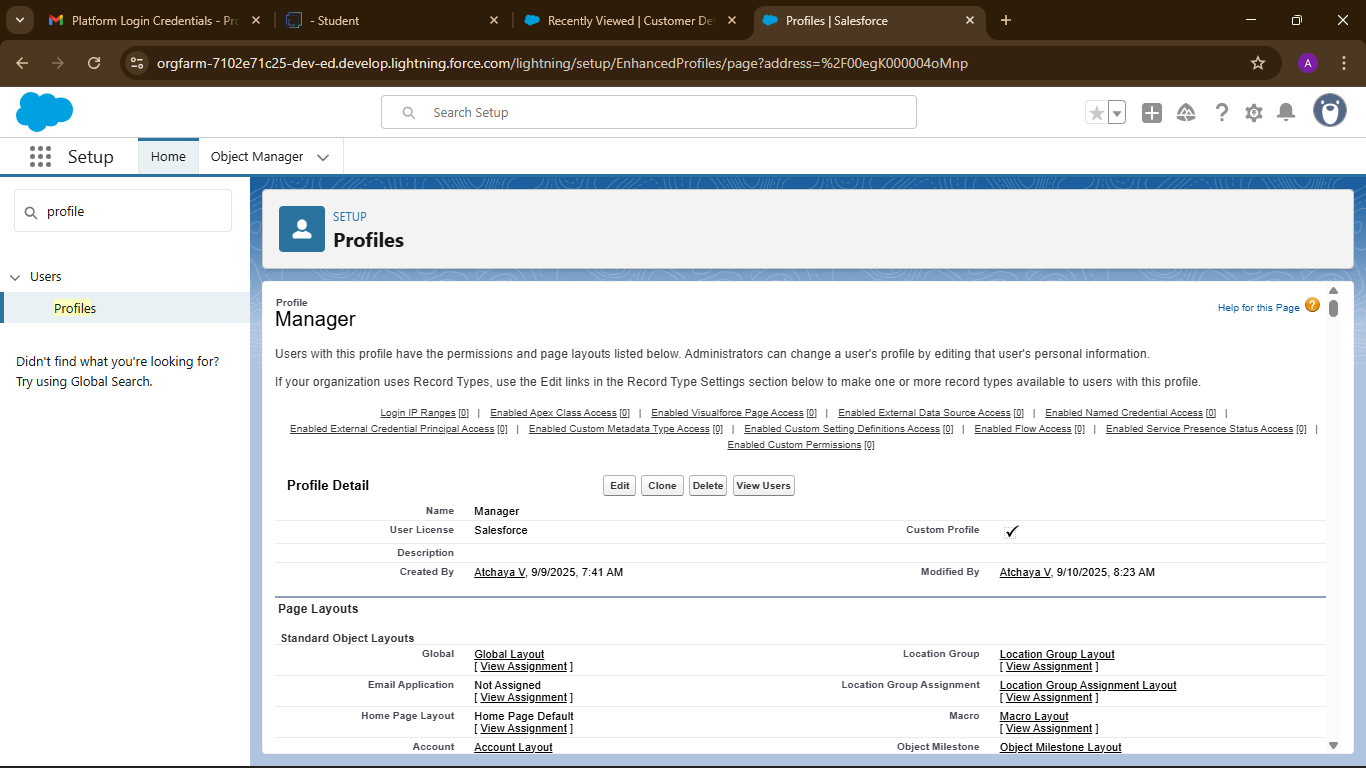 Platform Login Credentials - Pro
- Student
Recently Viewed | Customer Det
Profiles | Salesforce
orgfarm-7102e71c25-dev-ed.develop.lightning.force.com/lightning/setup/EnhancedProfiles/page?address=%2F00egK000004oMnp
A
Search Setup
Setup
Home
Object Manager
profile
Users
Profiles
Didn't find what you're looking for?
Try using Global Search.
SETUP
Profiles
Profile
Manager
Help for this Page ?
Users with this profile have the permissions and page layouts listed below. Administrators can change a user's profile by editing that user's personal information.
If your organization uses Record Types, use the Edit links in the Record Type Settings section below to make one or more record types available to users with this profile.
Login IP Ranges [0] | Enabled Apex Class Access [0] | Enabled Visualforce Page Access [0] | Enabled External Data Source Access [0] | Enabled Named Credential Access [0] |
Enabled External Credential Principal Access [0] | Enabled Custom Metadata Type Access [0] | Enabled Custom Setting Definitions Access [0] | Enabled Flow Access [0] | Enabled Service Presence Status Access [0] |
Enabled Custom Permissions [0]
Profile Detail
Edit Clone Delete View Users
Name Manager
User License Salesforce Custom Profile
Description
Created By Atchaya V, 9/9/2025, 7:41 AM Modified By Atchaya V, 9/10/2025, 8:23 AM
Page Layouts
Standard Object Layouts
Global Global Layout Location Group Location Group Layout
[ View Assignment ] [ View Assignment ]
Email Application Not Assigned Location Group Assignment Location Group Assignment Layout
[ View Assignment ] [ View Assignment ]
Home Page Layout Home Page Default Macro Macro Layout
[ View Assignment ] [ View Assignment ]
Account Account Layout Object Milestone Object Milestone Layout